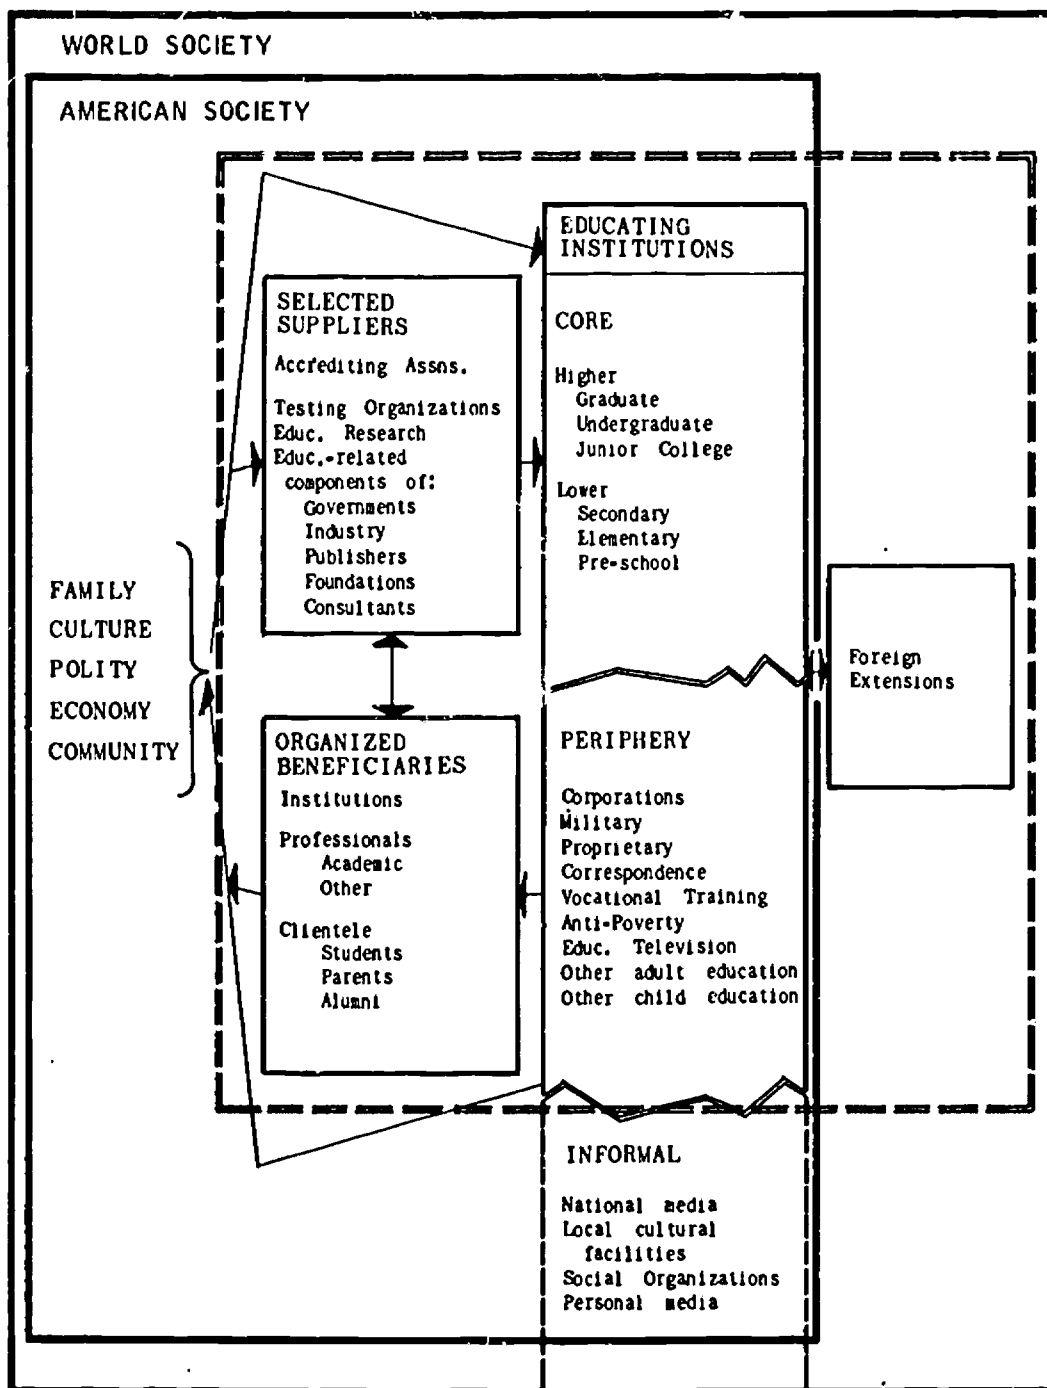 WORLD SOCIETY
AMERICAN SOCIETY
FAMILY
CULTURE
POLITY
ECONOMY
COMMUNITY
SELECTED
SUPPLIERS
Accrediting Assns.
Testing Organizations
Educ. Research
Educ.-related
components of:
Governments
Industry
Publishers
Foundations
Consultants
ORGANIZED
BENEFICIARIES
Institutions
Professionals
Academic
Other
Clientele
Students
Parents
Alumni
EDUCATING
INSTITUTIONS
CORE
Higher
Graduate
Undergraduate
Junior College
Lower
Secondary
Elementary
Pre-school
PERIPHERY
Corporations
Military
Proprietary
Correspondence
Vocational Training
Anti-Poverty
Educ. Television
Other adult education
Other child education
INFORMAL
National media
Local cultural
facilities
Social Organizations
Personal media
Foreign
Extensions